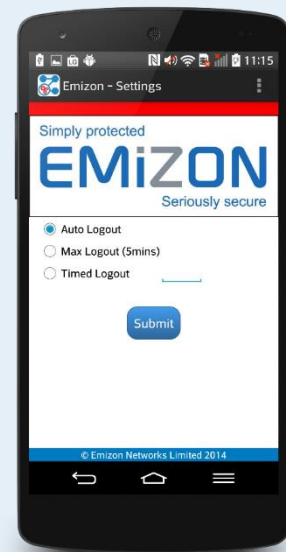 11:15
Emizon - Settings
Simply protected
EMiZON
Seriously secure
Auto Logout
Max Logout (5mins)
Timed Logout
Submit
© Emizon Networks Limited 2014